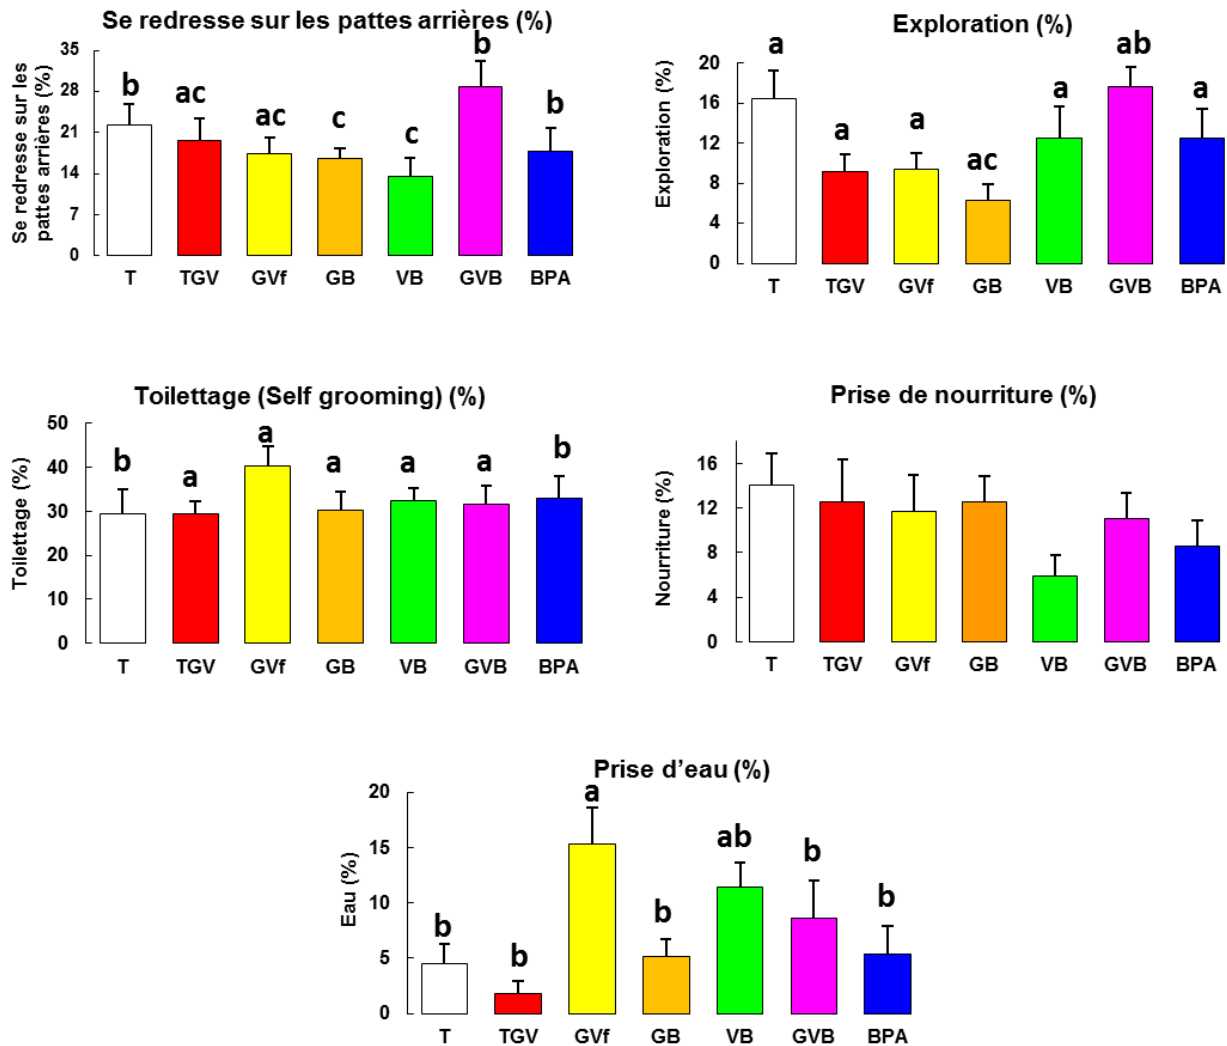 Se redresse sur les pattes arrières (%)
Se redresse sur les
pattes arrières (%)
35
28
21
14
7
0
b
ac
ac
c
c
b
b
T TGV GVf GB VB GVB BPA
Exploration (%)
Exploration (%)
20
16
12
8
4
0
a
a
a
ac
a
ab
a
T TGV GVf GB VB GVB BPA
Toilettage (Self grooming) (%)
Toilettage (%)
50
40
30
20
10
0
b
a
a
a
a
a
b
T TGV GVf GB VB GVB BPA
Prise de nourriture (%)
Nourriture (%)
16
12
8
4
0
T TGV GVf GB VB GVB BPA
Prise d’eau (%)
Eau (%)
20
15
10
5
0
b
b
a
b
ab
b
b
T TGV GVf GB VB GVB BPA